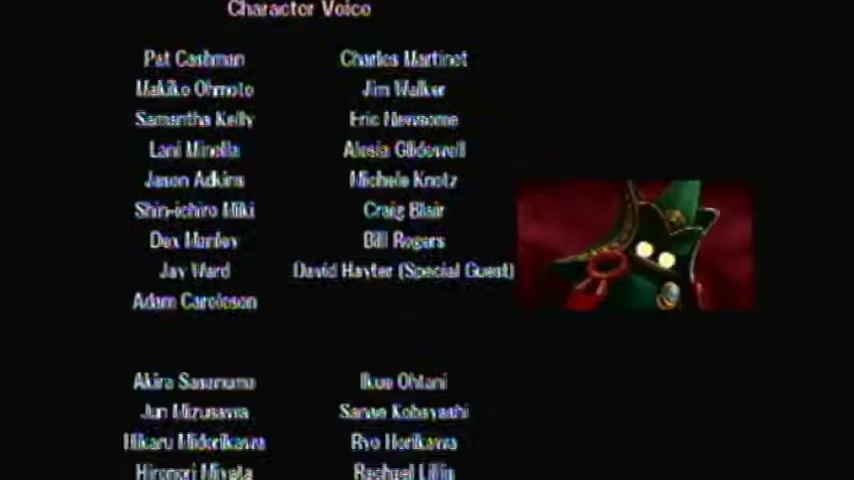 Character Voice
Pat Cashman Charles Martinet
Makiko Ohmoto Jim Walker
Samantha Kelly Eric Newsome
Lani Minella Alesia Glidewell
Jason Adkins Michele Knotz
Shin-ichiro Miki Craig Blair
Dex Manley Bill Rogers
Jay Ward David Hayter (Special Guest)
Adam Caroleson
Akira Sasanuma Ikue Ohtani
Jun Mizusawa Sanae Kobayashi
Hikaru Midorikawa Ryo Horikawa
Hironori Miyata Rachael Lillis